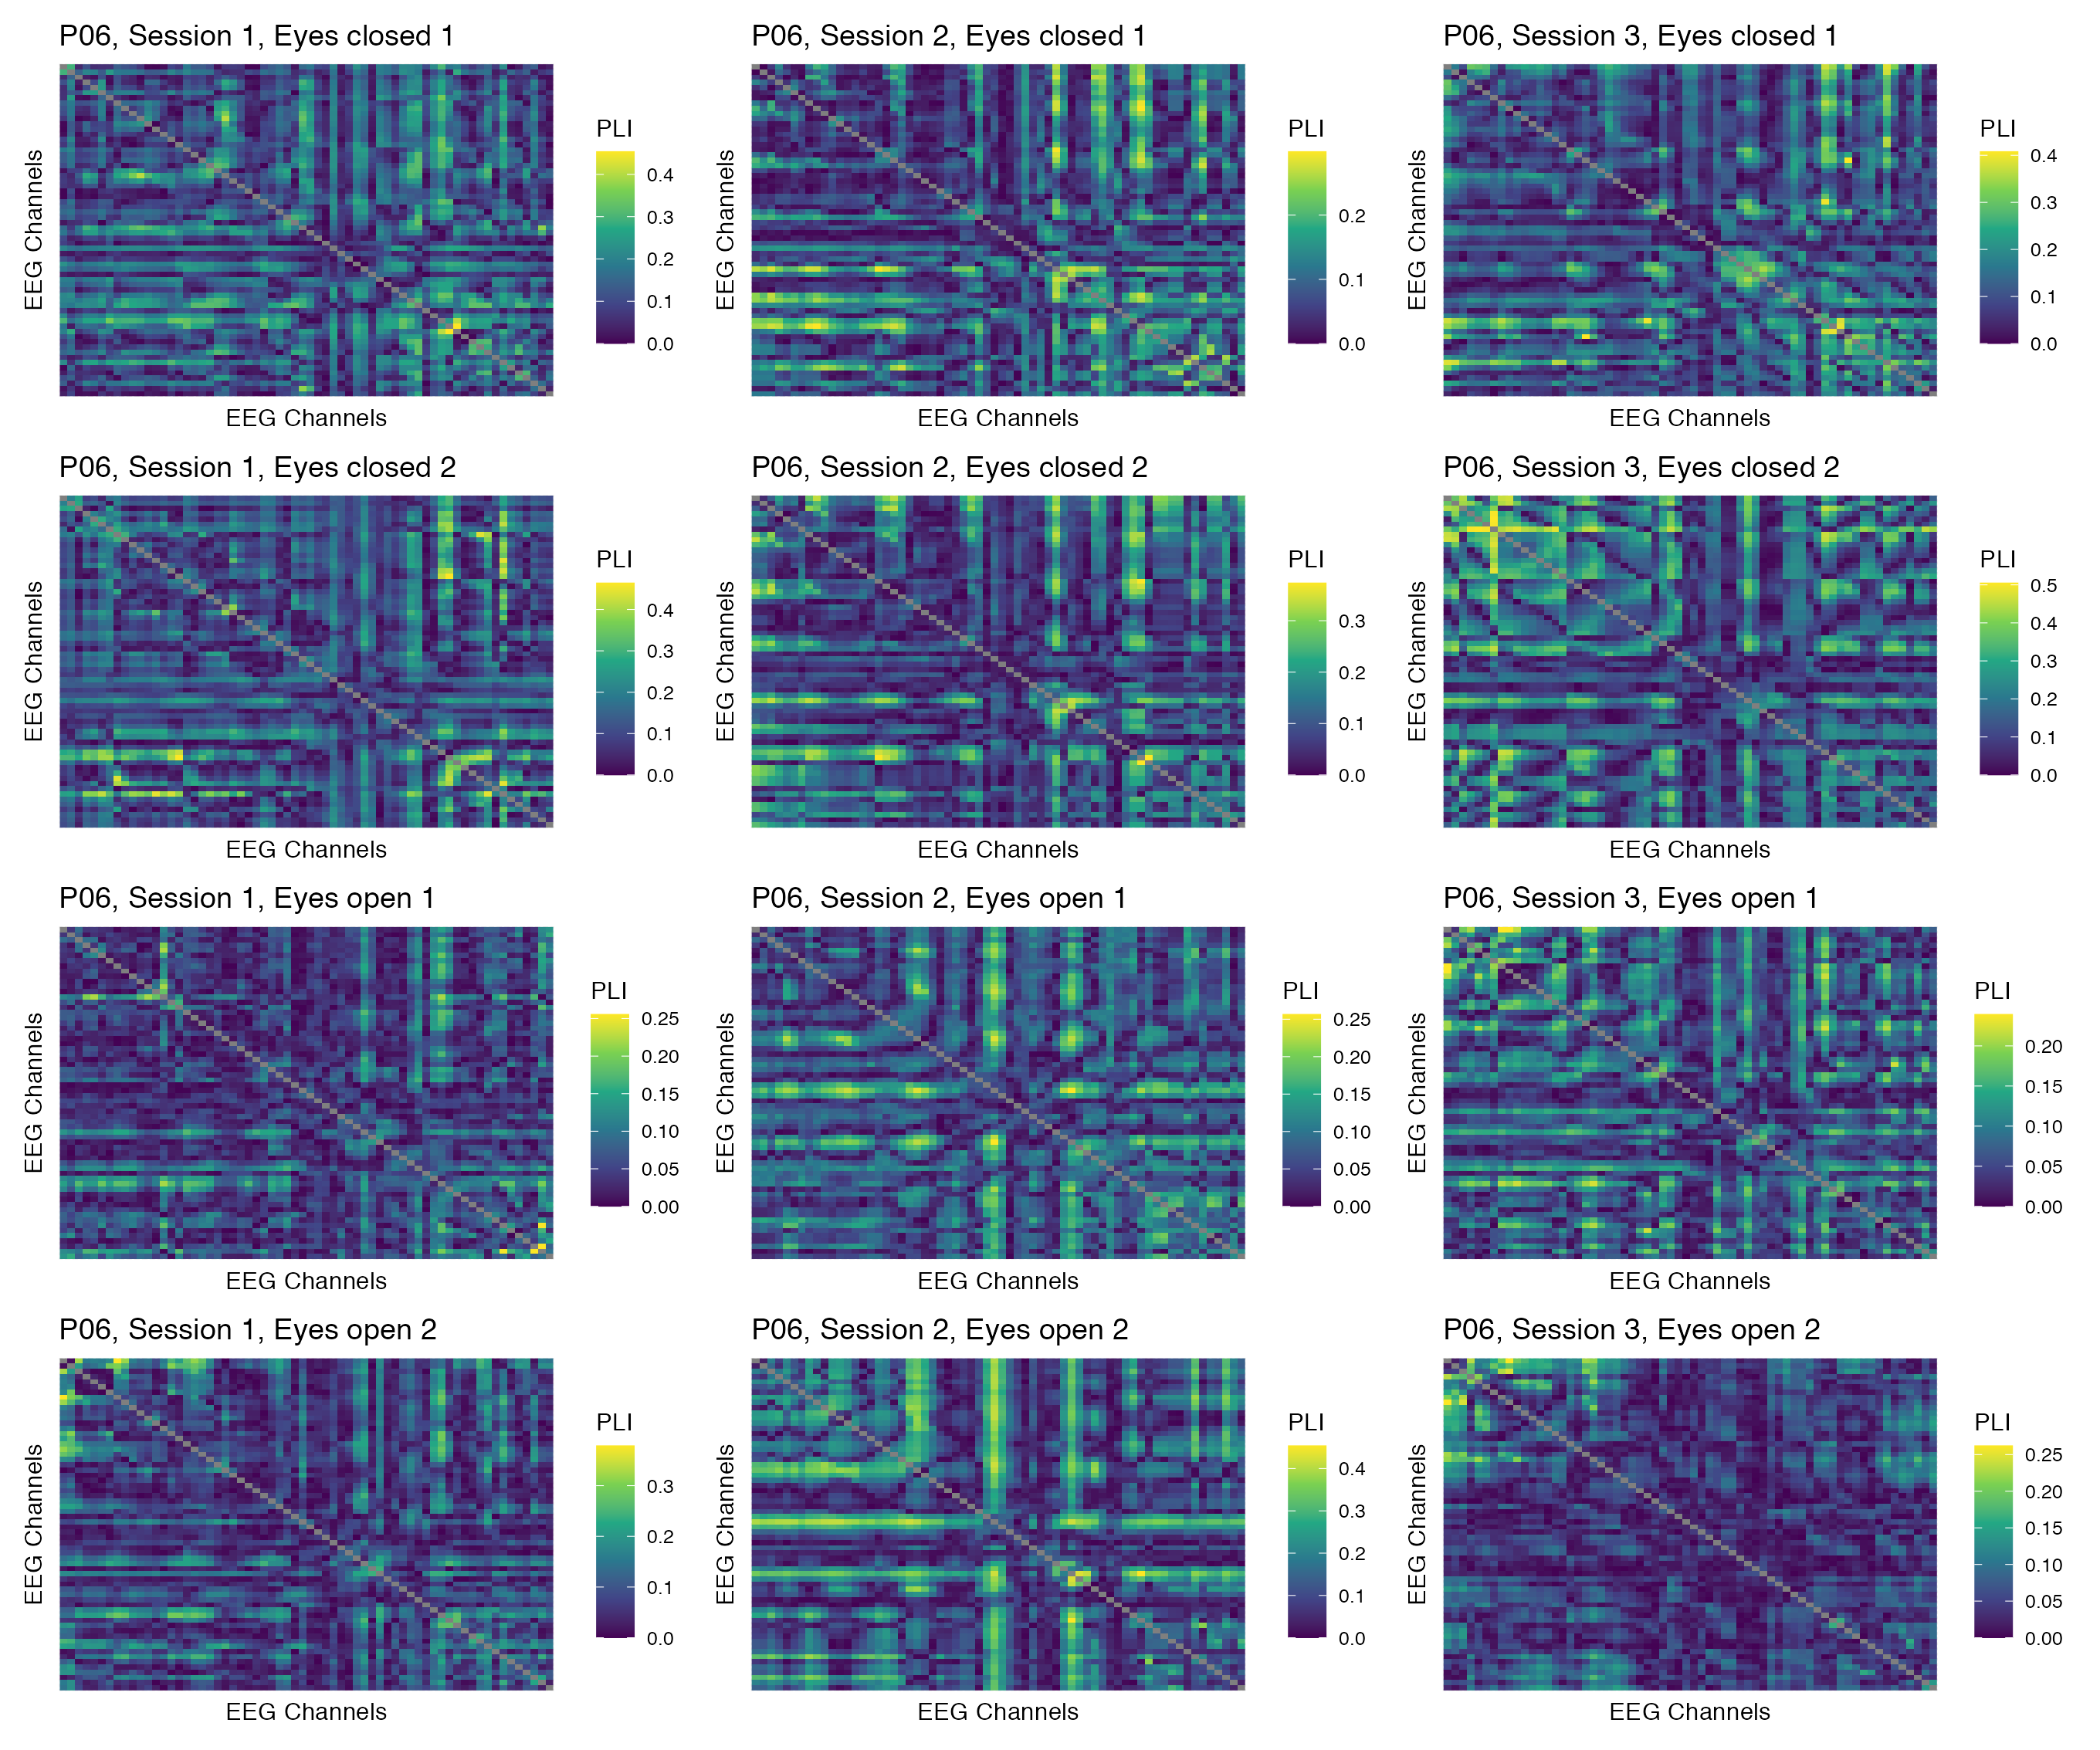 P06, Session 1, Eyes closed 1
P06, Session 2, Eyes closed 1
P06, Session 3, Eyes closed 1
EEG Channels
PLI
0.4
0.3
0.2
0.1
0.0
EEG Channels
EEG Channels
PLI
0.2
0.1
0.0
EEG Channels
EEG Channels
PLI
0.4
0.3
0.2
0.1
0.0
EEG Channels
P06, Session 1, Eyes closed 2
P06, Session 2, Eyes closed 2
P06, Session 3, Eyes closed 2
EEG Channels
PLI
0.4
0.3
0.2
0.1
0.0
EEG Channels
EEG Channels
PLI
0.3
0.2
0.1
0.0
EEG Channels
EEG Channels
PLI
0.5
0.4
0.3
0.2
0.1
0.0
EEG Channels
P06, Session 1, Eyes open 1
P06, Session 2, Eyes open 1
P06, Session 3, Eyes open 1
EEG Channels
PLI
0.25
0.20
0.15
0.10
0.05
0.00
EEG Channels
EEG Channels
PLI
0.25
0.20
0.15
0.10
0.05
0.00
EEG Channels
EEG Channels
PLI
0.20
0.15
0.10
0.05
0.00
EEG Channels
P06, Session 1, Eyes open 2
P06, Session 2, Eyes open 2
P06, Session 3, Eyes open 2
EEG Channels
PLI
0.3
0.2
0.1
0.0
EEG Channels
EEG Channels
PLI
0.4
0.3
0.2
0.1
0.0
EEG Channels
EEG Channels
PLI
0.25
0.20
0.15
0.10
0.05
0.00
EEG Channels